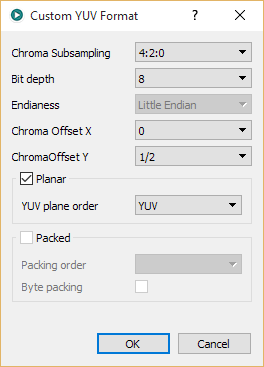 Custom YUV Format
Chroma Subsampling 4:2:0
Bit depth 8
Endianess Little Endian
Chroma Offset X 0
ChromaOffset Y 1/2
Planar
YUV plane order YUV
Packed
Packing order
Byte packing
OK Cancel